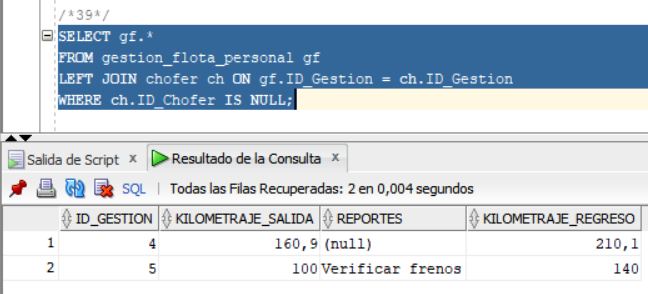 /*39*/
SELECT gf.*
FROM gestion_flota_personal gf
LEFT JOIN chofer ch ON gf.ID_Gestion = ch.ID_Gestion
WHERE ch.ID_Chofer IS NULL;
Salida de Script x Resultado de la Consulta x
SQL | Todas las Filas Recuperadas: 2 en 0,004 segundos
ID_GESTION KILOMETRAJE_SALIDA REPORTES KILOMETRAJE_REGRESO
1 4 160,9 (null) 210,1
2 5 100 Verificar frenos 140